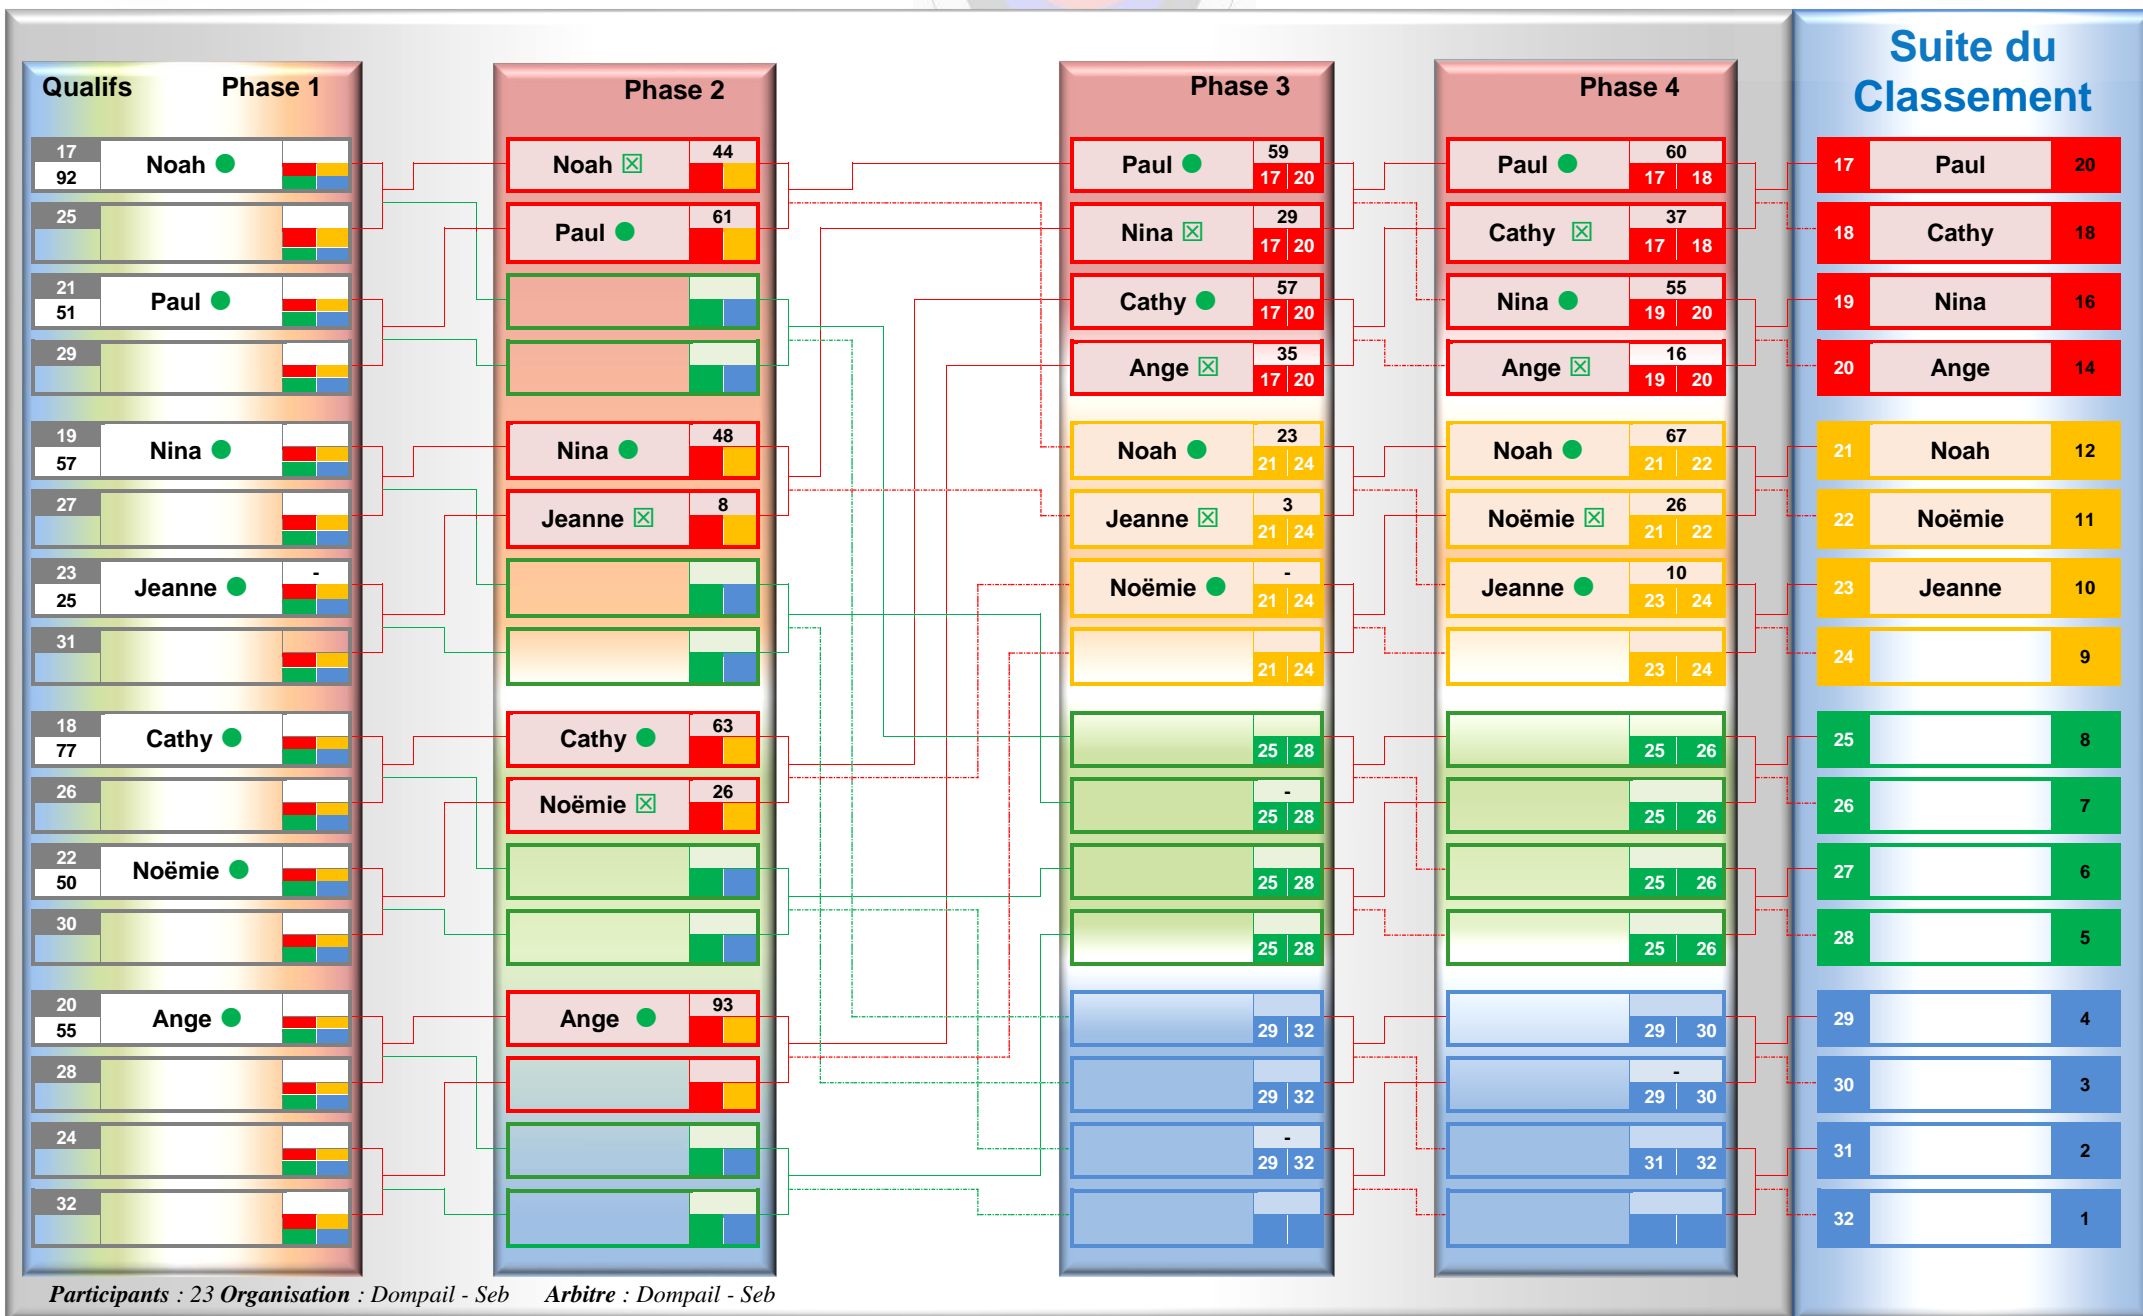 Suite du
Classement
Qualifs Phase 1
Phase 2
Phase 3
Phase 4
17
92
Noah
25
21
51
Paul
29
19
57
Nina
27
23
25
Jeanne
-
31
18
77
Cathy
26
22
50
Noëmie
30
20
55
Ange
28
24
32
Noah 44
Paul 61
Nina 48
Jeanne 8
Cathy 63
Noëmie 26
Ange 93
Paul 59
17 20
Nina 29
17 20
Cathy 57
17 20
Ange 35
17 20
Noah 23
21 24
Jeanne 3
21 24
Noëmie -
21 24
21 24
25 28
-
25 28
25 28
25 28
29 32
29 32
-
29 32
Paul 60
17 18
Cathy 37
17 18
Nina 55
19 20
Ange 16
19 20
Noah 67
21 22
Noëmie 26
21 22
Jeanne 10
23 24
23 24
25 26
25 26
25 26
25 26
29 30
-
29 30
31 32
17 Paul 20
18 Cathy 18
19 Nina 16
20 Ange 14
21 Noah 12
22 Noëmie 11
23 Jeanne 10
24 9
25 8
26 7
27 6
28 5
29 4
30 3
31 2
32 1
Participants : 23 Organisation : Dompail - Seb Arbitre : Dompail - Seb